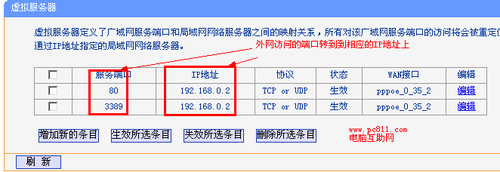 虚拟服务器
虚拟服务器定义了广域网服务端口和局域网网络服务器之间的映射关系，所有对该广域网服务端口的访问将会被重定位
通过IP地址指定的局域网网络服务器。
外网访问的端口转到到相应的IP地址上
服务端口 IP地址 协议 状态 WAN接口 编辑
80 192.168.0.2 TCP or UDP 生效 pppoe_0_35_2 编辑
3389 192.168.0.2 TCP or UDP 生效 pppoe_0_35_2 编辑
增加新的条目 生效所选条目 失效所选条目 删除所选条目
www.pc811.com
电脑互助网
刷 新